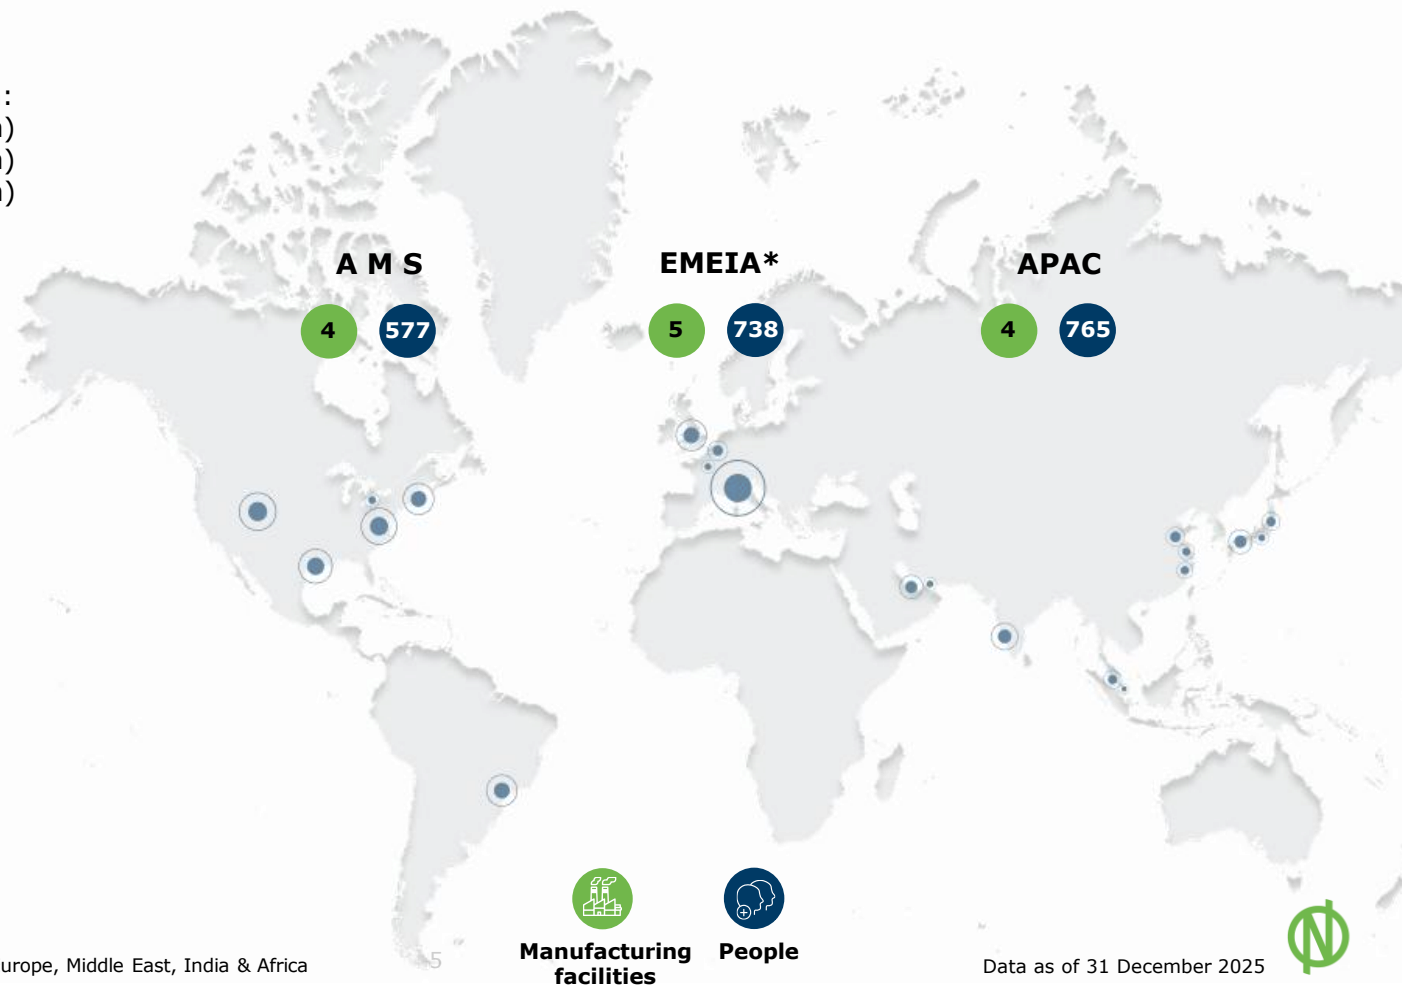 :
)
)
)
A M S
EMEIA*
APAC
4 577
5 738
4 765
Manufacturing
facilities
People
urope, Middle East, India & Africa
5
Data as of 31 December 2025